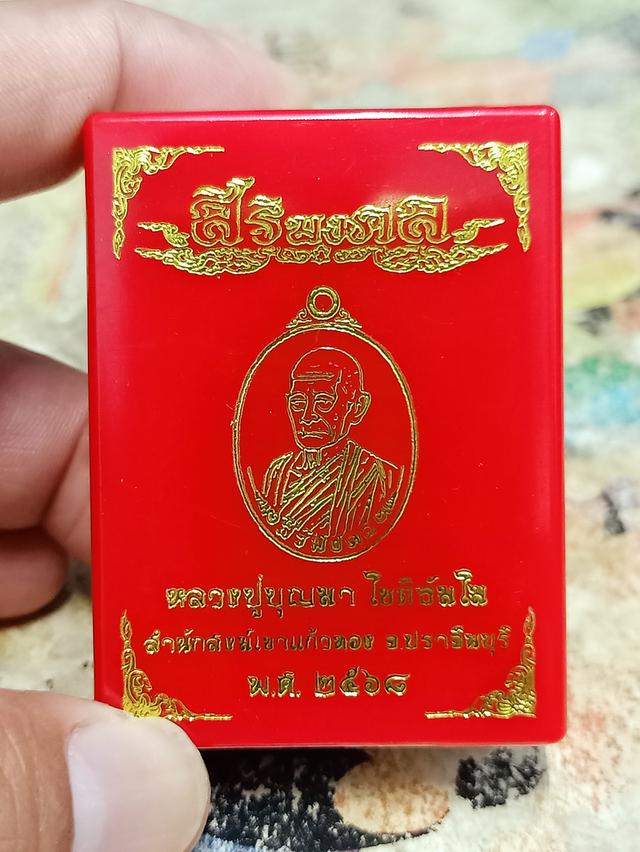 สิริมงคล
หลวงปู่บุญมา โชติธัมโม
สำนักสงฆ์เขาแก้วทอง จ.ปราจีนบุรี
พ.ศ. ๒๕๖๘